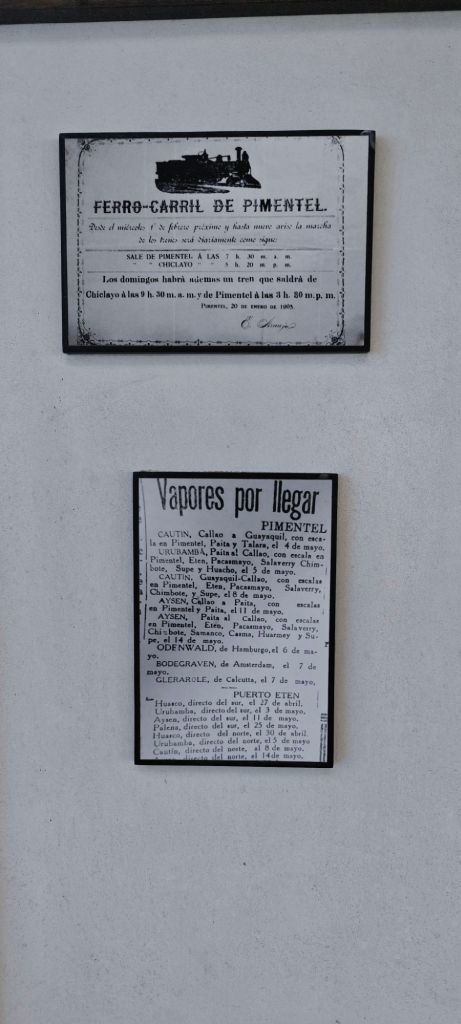 FERRO-CARRIL DE PIMENTEL.
Desde el miércoles 1º de febrero próximo y hasta nuevo aviso la marcha
de los trenes será diariamente como sigue:
SALE DE PIMENTEL Á LAS 7 h. 30 m. a. m.
" " CHICLAYO " " 5 h. 20 m. p. m.
Los domingos habrá además un tren que saldrá de
Chiclayo á las 9 h. 30 m. a. m. y de Pimentel á las 3 h. 30 m. p. m.
PIMENTEL, 20 DE ENERO DE 1905.
E. Araujo
Vapores por llegar
PIMENTEL
CAUTIN, Callao a Guayaquil, con esca-
la en Pimentel, Paita y Talara, el 4 de mayo.
URUBAMBA, Paita al Callao, con escala en
Pimentel, Eten, Pacasmayo, Salaverry Chim-
bote, Supe y Huacho, el 5 de mayo.
CAUTIN, Guayaquil-Callao, con escalas
en Pimentel, Eten, Pacasmayo, Salaverry,
Chimbote, y Supe, el 8 de mayo.
AYSEN, Callao a Paita, con escalas
en Pimentel y Paita, el 11 de mayo.
AYSEN, Paita al Callao, con escalas
en Pimentel, Eten, Pacasmayo, Salaverry,
Chimbote, Samanco, Casma, Huarmey y Su-
pe, el 14 de mayo.
ODENWALD, de Hamburgo, el 6 de ma-
yo.
BODEGRAVEN, de Amsterdam, el 7 de
mayo.
GLERAROLE, de Calcutta, el 7 de mayo,
PUERTO ETEN
Huasco, directo del sur, el 27 de abril.
Urubamba, directo del sur, el 3 de mayo.
Aysen, directo del sur, el 11 de mayo.
Palena, directo del sur, el 25 de mayo.
Huasco, directo del norte, el 30 de abril.
Urubamba, directo del norte, el 5 de mayo
Cautín, directo del norte, al 8 de mayo.
directo del norte, el 14 de mayo.